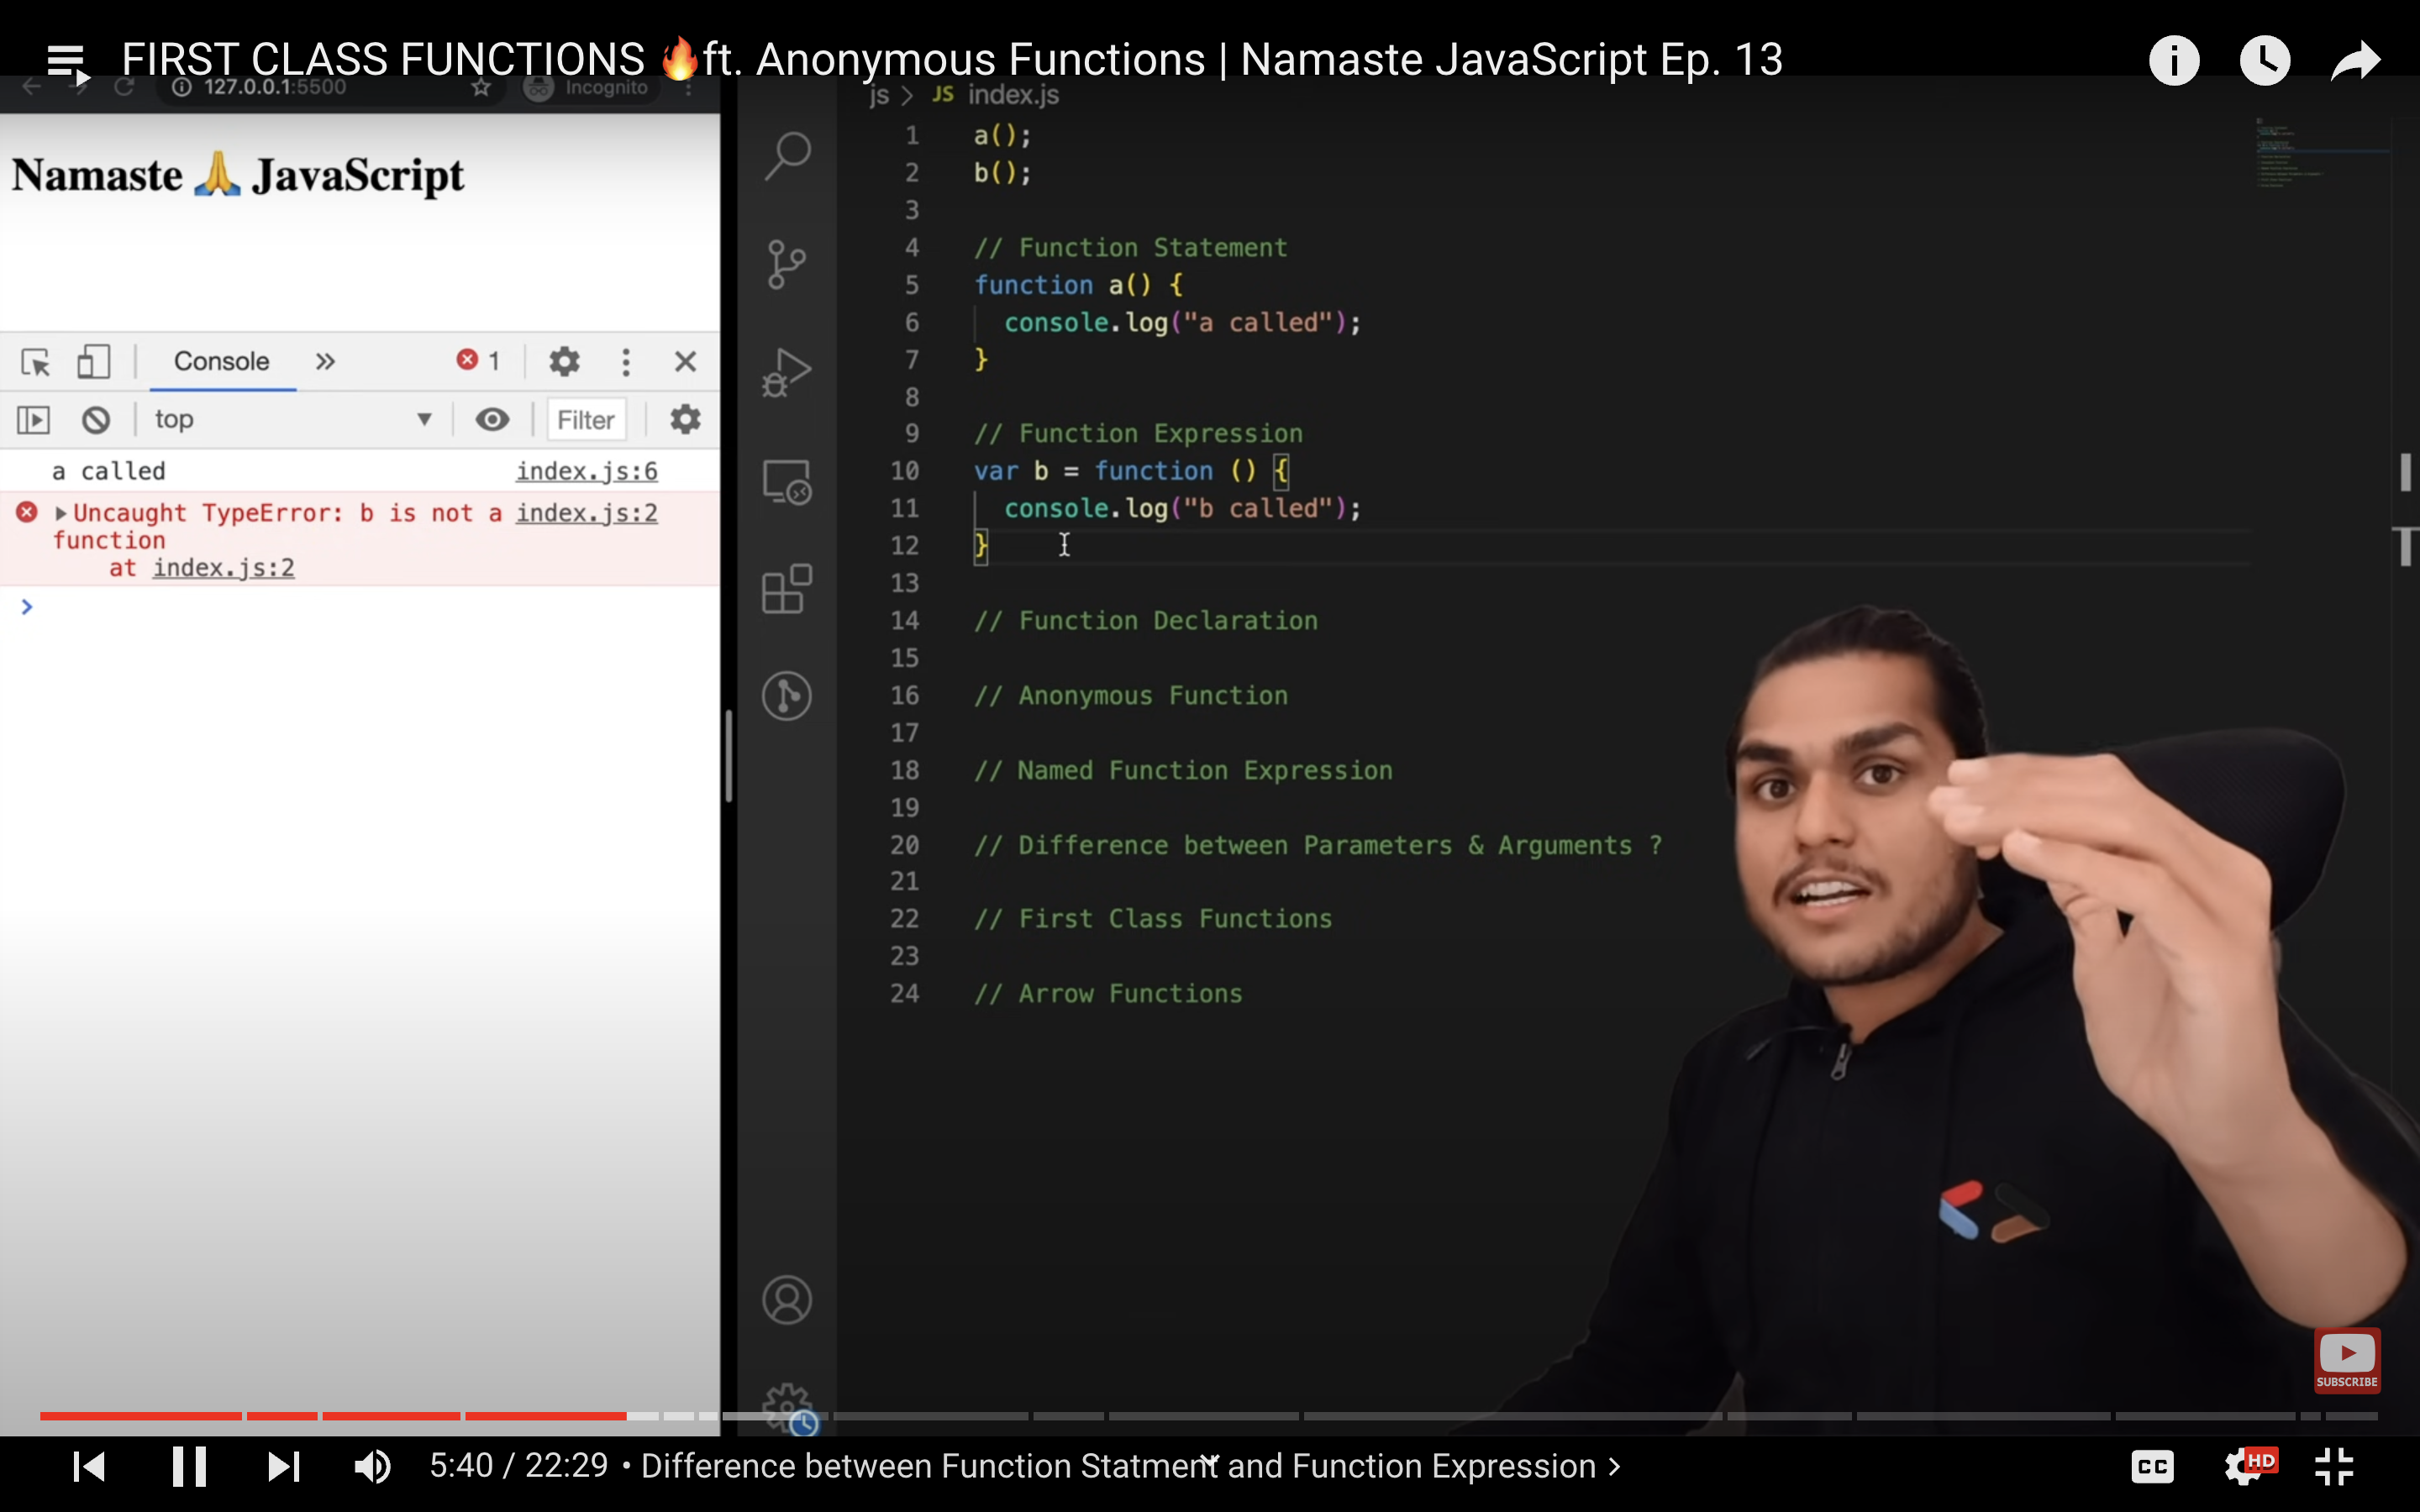 FIRST CLASS FUNCTIONS 🔥ft. Anonymous Functions | Namaste JavaScript Ep. 13
127.0.0.1:5500
Incognito
Namaste 🙏 JavaScript
Console
1
top
Filter
a called index.js:6
Uncaught TypeError: b is not a index.js:2
function
at index.js:2
js > JS index.js
1 a();
2 b();
3
4 // Function Statement
5 function a() {
6 console.log("a called");
7 }
8
9 // Function Expression
10 var b = function () {
11 console.log("b called");
12 }
13
14 // Function Declaration
15
16 // Anonymous Function
17
18 // Named Function Expression
19
20 // Difference between Parameters & Arguments ?
21
22 // First Class Functions
23
24 // Arrow Functions
SUBSCRIBE
5:40 / 22:29 • Difference between Function Statment and Function Expression >
CC
HD